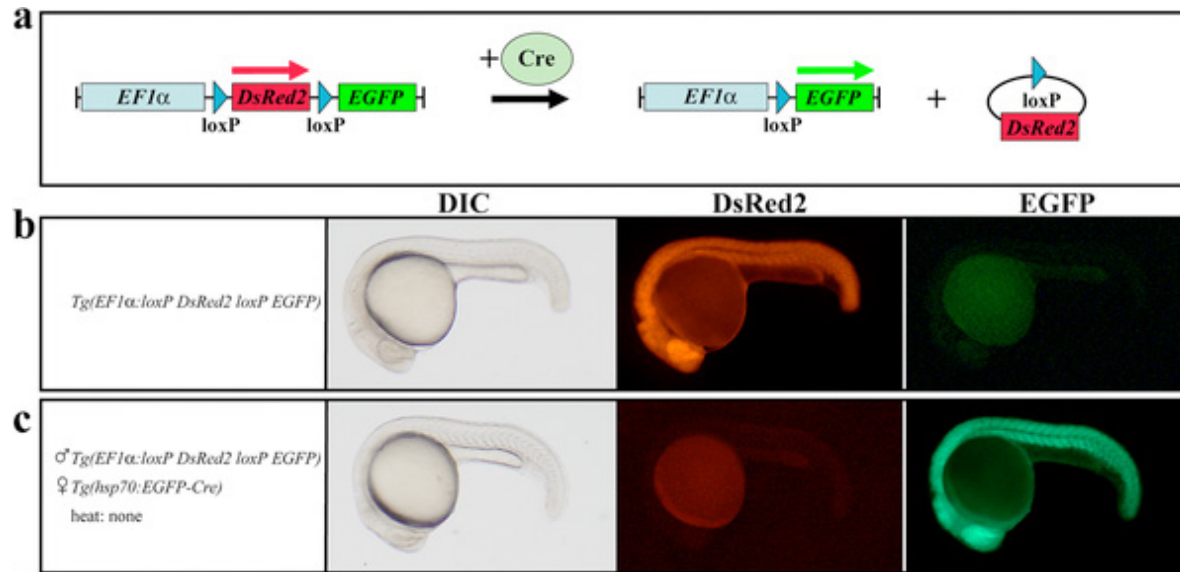 a
+ Cre
EF1α DsRed2 EGFP
loxP loxP
EF1α EGFP
loxP
+
loxP
DsRed2
DIC DsRed2 EGFP
b
Tg(EF1α:loxP DsRed2 loxP EGFP)
c
♂ Tg(EF1α:loxP DsRed2 loxP EGFP)
♀ Tg(hsp70:EGFP-Cre)
heat: none